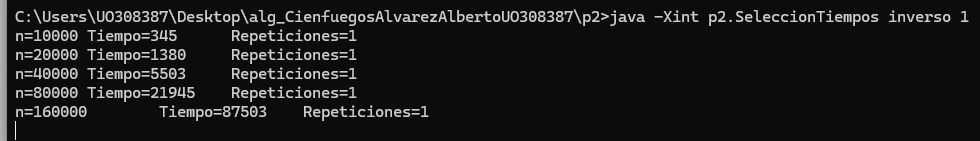 C:\Users\UO308387\Desktop\alg_CienfuegosAlvarezAlbertoUO308387\p2>java -Xint p2.SeleccionTiempos inverso 1
n=10000 Tiempo=345 Repeticiones=1
n=20000 Tiempo=1380 Repeticiones=1
n=40000 Tiempo=5503 Repeticiones=1
n=80000 Tiempo=21945 Repeticiones=1
n=160000 Tiempo=87503 Repeticiones=1